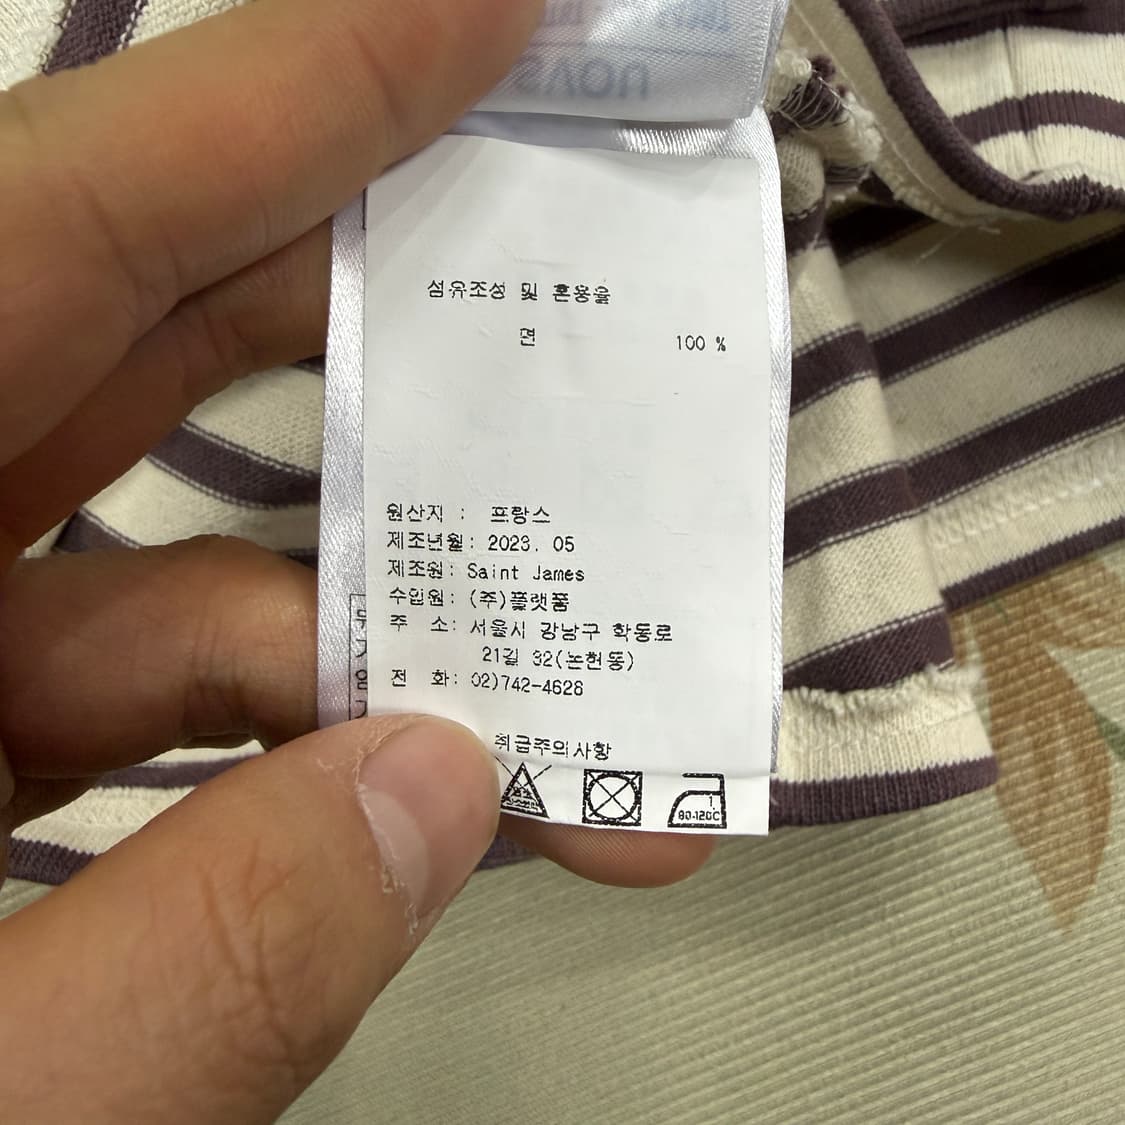 섬유조성 및 혼용율
면 100 %
원산지 : 프랑스
제조년월: 2023. 05
제조원: Saint James
수입원: (주)플랫폼
주 소: 서울시 강남구 학동로
21길 32(논현동)
전 화: 02)742-4628
취급주의사항
80-120C